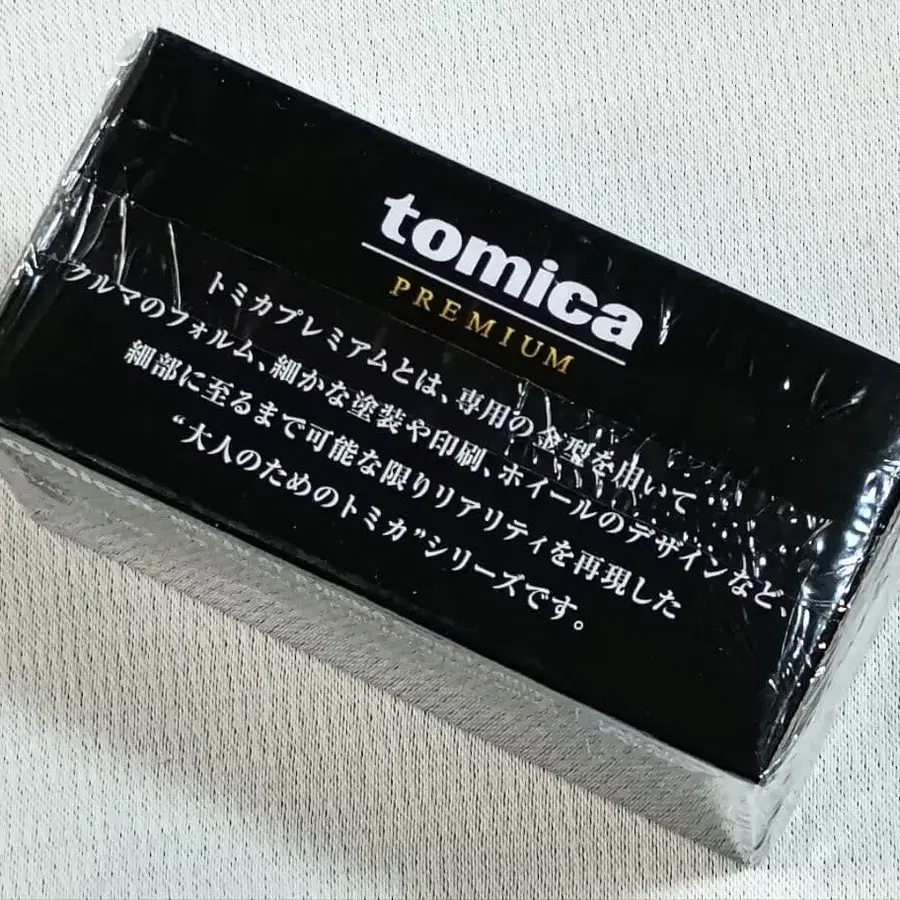 tomica
PREMIUM
トミカプレミアムとは、専用の金型を用いて
クルマのフォルム、細かな塗装や印刷、ホイールのデザインなど、
細部に至るまで可能な限りリアリティを再現した
“大人のためのトミカ”シリーズです。